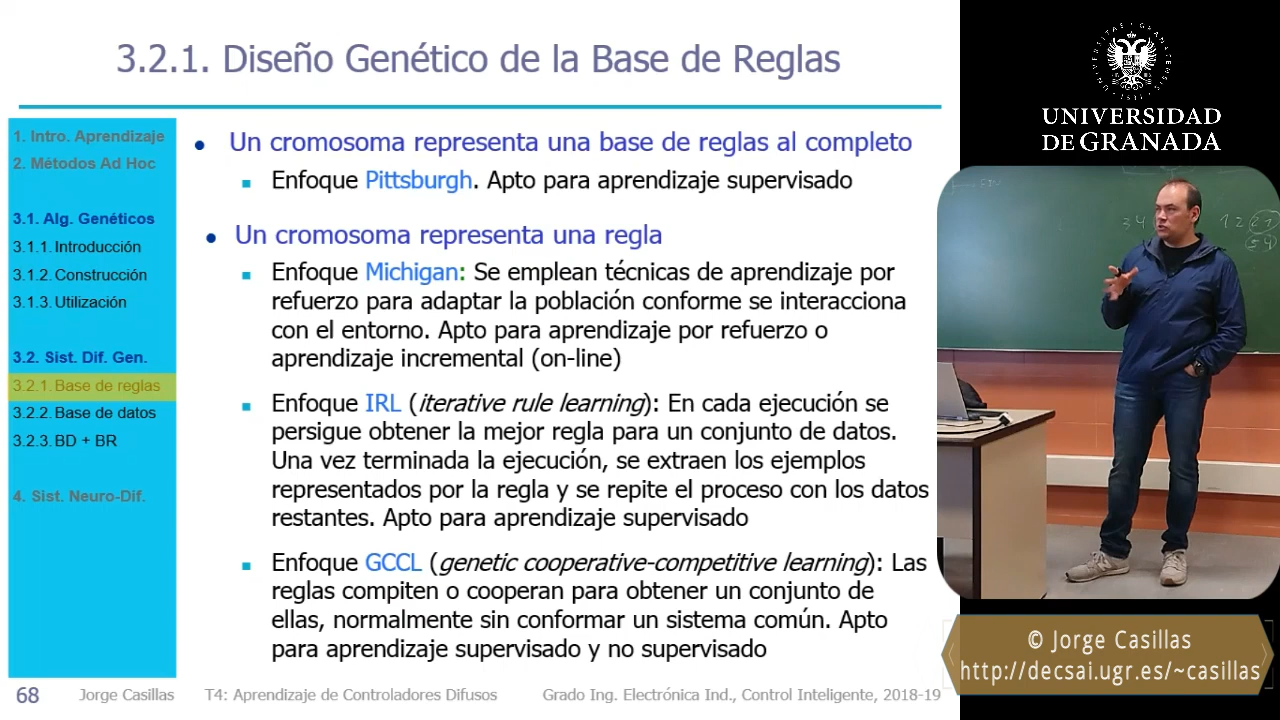 3.2.1. Diseño Genético de la Base de Reglas
1. Intro. Aprendizaje
2. Métodos Ad Hoc
3.1. Alg. Genéticos
3.1.1. Introducción
3.1.2. Construcción
3.1.3. Utilización
3.2. Sist. Dif. Gen.
3.2.1. Base de reglas
3.2.2. Base de datos
3.2.3. BD + BR
4. Sist. Neuro-Dif.
• Un cromosoma representa una base de reglas al completo
▪ Enfoque Pittsburgh. Apto para aprendizaje supervisado
• Un cromosoma representa una regla
▪ Enfoque Michigan: Se emplean técnicas de aprendizaje por
refuerzo para adaptar la población conforme se interacciona
con el entorno. Apto para aprendizaje por refuerzo o
aprendizaje incremental (on-line)
▪ Enfoque IRL (iterative rule learning): En cada ejecución se
persigue obtener la mejor regla para un conjunto de datos.
Una vez terminada la ejecución, se extraen los ejemplos
representados por la regla y se repite el proceso con los datos
restantes. Apto para aprendizaje supervisado
▪ Enfoque GCCL (genetic cooperative-competitive learning): Las
reglas compiten o cooperan para obtener un conjunto de
ellas, normalmente sin conformar un sistema común. Apto
para aprendizaje supervisado y no supervisado
68 Jorge Casillas T4: Aprendizaje de Controladores Difusos Grado Ing. Electrónica Ind., Control Inteligente, 2018-19
UNIVERSIDAD
DE GRANADA
3 4
1 2
54
© Jorge Casillas
http://decsai.ugr.es/~casillas